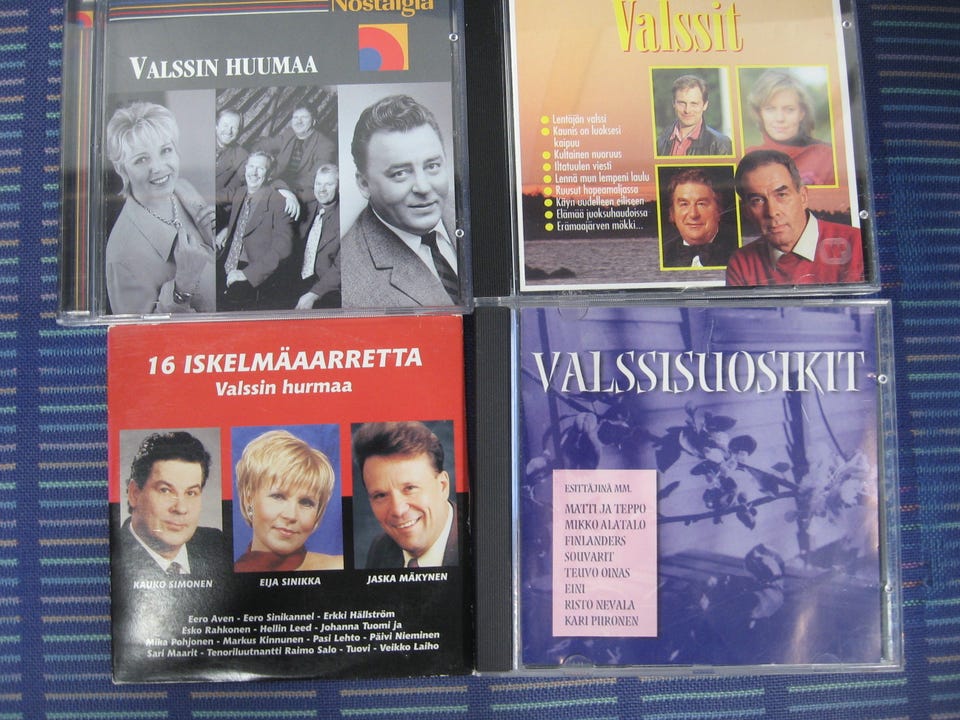 Nostalgia
VALSSIN HUUMAA
Valssit
Lentäjän valssi
Kaunis on luoksesi
kaipuu
Kultainen nuoruus
Iltatuulen viesti
Lennä mun lempeni laulu
Ruusut hopeamaljassa
Käyn uudelleen eiliseen
Elämää juoksuhaudoissa
Erämaajärven mökki...
16 ISKELMÄAARRETTA
Valssin hurmaa
KAUKO SIMONEN
EIJA SINIKKA
JASKA MÄKYNEN
Eero Aven - Eero Sinikannel - Erkki Hällström
Esko Rahkonen - Hellin Leed - Johanna Tuomi ja
Mika Pohjonen - Markus Kinnunen - Pasi Lehto - Päivi Nieminen
Sari Maarit - Tenoriluutnantti Raimo Salo - Tuovi - Veikko Laiho
VALSSISUOSIKIT
ESITTÄJINÄ MM.
MATTI JA TEPPO
MIKKO ALATALO
FINLANDERS
SOUVARIT
TEUVO OINAS
EINI
RISTO NEVALA
KARI PIIRONEN